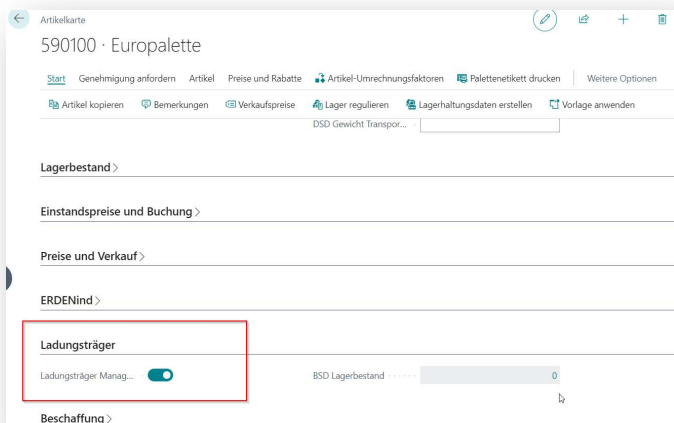 Artikelkarte
590100 · Europalette
Start Genehmigung anfordern Artikel Preise und Rabatte Artikel-Umrechnungsfaktoren Palettenetikett drucken Weitere Optionen
Artikel kopieren Bemerkungen Verkaufspreise Lager regulieren Lagerhaltungsdaten erstellen Vorlage anwenden
DSD Gewicht Transpor...
Lagerbestand
Einstandspreise und Buchung
Preise und Verkauf
ERDENind
Ladungsträger
Ladungsträger Manag... BSD Lagerbestand 0
Beschaffung